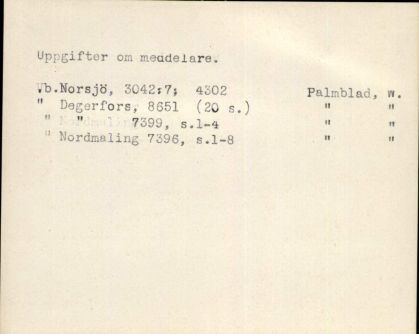 Uppgifter om meddelare.
Vb.Norsjö, 3042:7; 4302 Palmblad, W.
" Degerfors, 8651 (20 s.) " "
" " 7399, s.1-4 " "
" Nordmaling 7396, s.1-8 " "